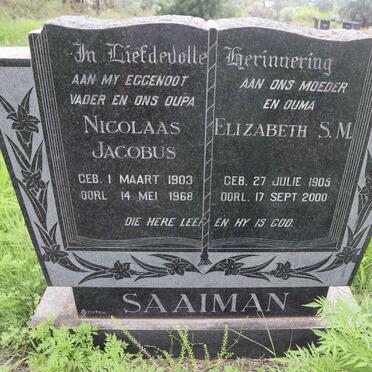 In Liefdevolle Herinnering
AAN MY EGGENOOT
VADER EN ONS OUPA
NICOLAAS
JACOBUS
GEB. 1 MAART 1903
OORL. 14 MEI 1968
AAN ONS MOEDER
EN OUMA
ELIZABETH S.M.
GEB. 27 JULIE 1905
OORL. 17 SEPT 2000
DIE HERE LEEF EN HY IS GOD.
SAAIMAN